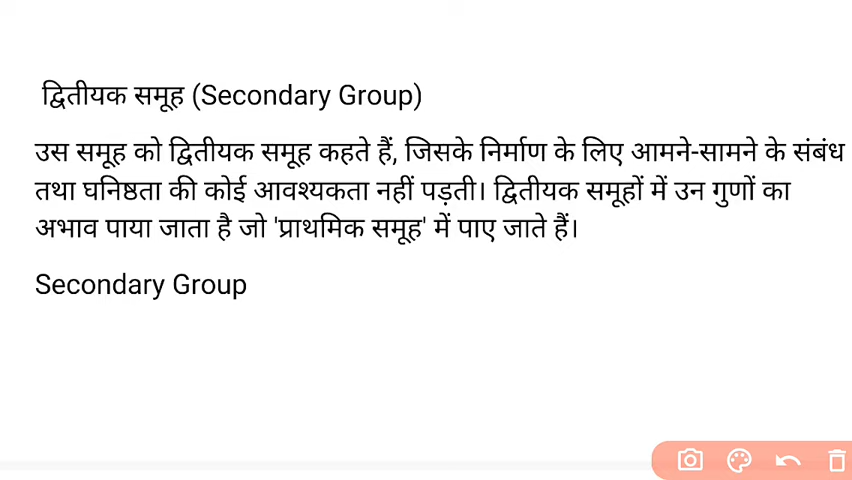 द्वितीयक समूह (Secondary Group)
उस समूह को द्वितीयक समूह कहते हैं, जिसके निर्माण के लिए आमने-सामने के संबंध
तथा घनिष्ठता की कोई आवश्यकता नहीं पड़ती। द्वितीयक समूहों में उन गुणों का
अभाव पाया जाता है जो 'प्राथमिक समूह' में पाए जाते हैं।
Secondary Group